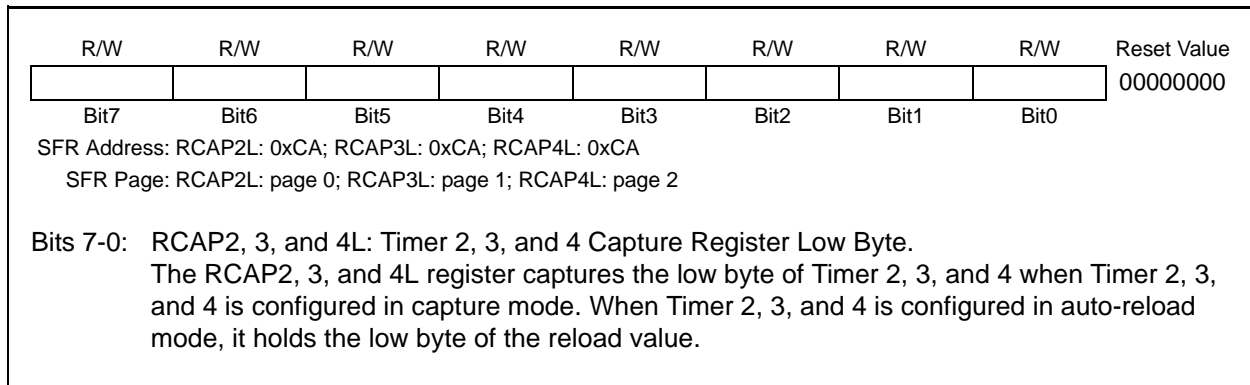 R/W R/W R/W R/W R/W R/W R/W R/W Reset Value
00000000
Bit7 Bit6 Bit5 Bit4 Bit3 Bit2 Bit1 Bit0
SFR Address: RCAP2L: 0xCA; RCAP3L: 0xCA; RCAP4L: 0xCA
SFR Page: RCAP2L: page 0; RCAP3L: page 1; RCAP4L: page 2
Bits 7-0: RCAP2, 3, and 4L: Timer 2, 3, and 4 Capture Register Low Byte.
The RCAP2, 3, and 4L register captures the low byte of Timer 2, 3, and 4 when Timer 2, 3,
and 4 is configured in capture mode. When Timer 2, 3, and 4 is configured in auto-reload
mode, it holds the low byte of the reload value.